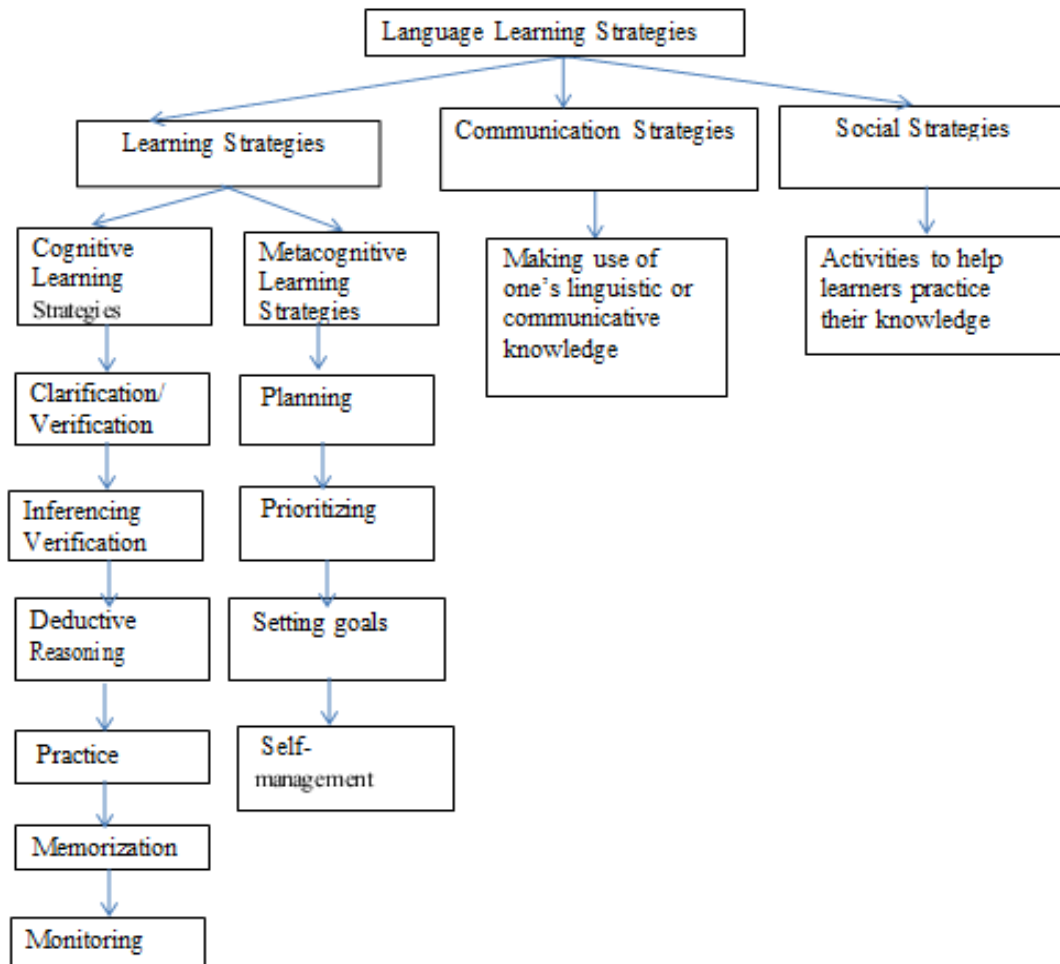 Language Learning Strategies
Learning Strategies
Communication Strategies
Social Strategies
Cognitive
Learning
Strategies
Metacognitive
Learning
Strategies
Making use of
one's linguistic or
communicative
knowledge
Activities to help
learners practice
their knowledge
Clarification/
Verification
Planning
Inferencing
Verification
Prioritizing
Deductive
Reasoning
Setting goals
Practice
Self-
management
Memorization
Monitoring